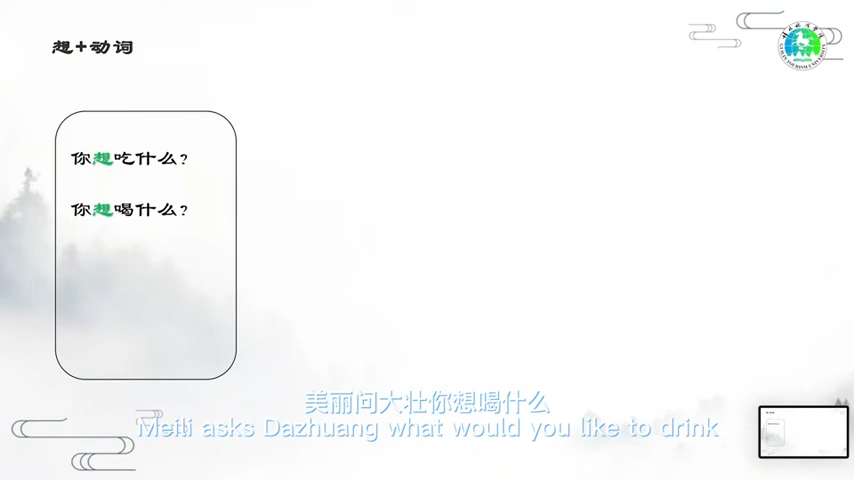 想+动词
你想吃什么?
你想喝什么?
美丽问大壮你想喝什么
Meili asks Dazhuang what would you like to drink